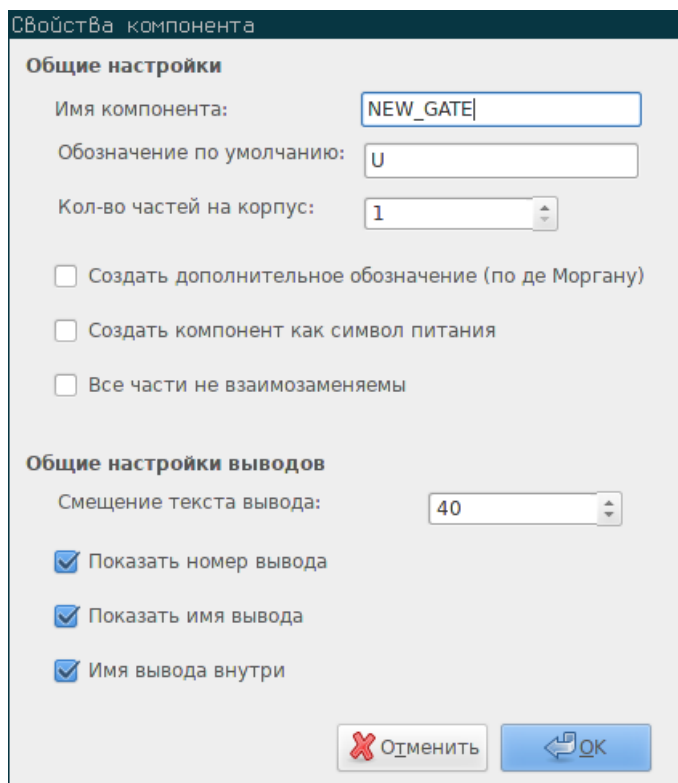 Свойства компонента
Общие настройки
Имя компонента: NEW_GATE
Обозначение по умолчанию: U
Кол-во частей на корпус: 1
Создать дополнительное обозначение (по де Моргану)
Создать компонент как символ питания
Все части не взаимозаменяемы
Общие настройки выводов
Смещение текста вывода: 40
Показать номер вывода
Показать имя вывода
Имя вывода внутри
Отменить OK